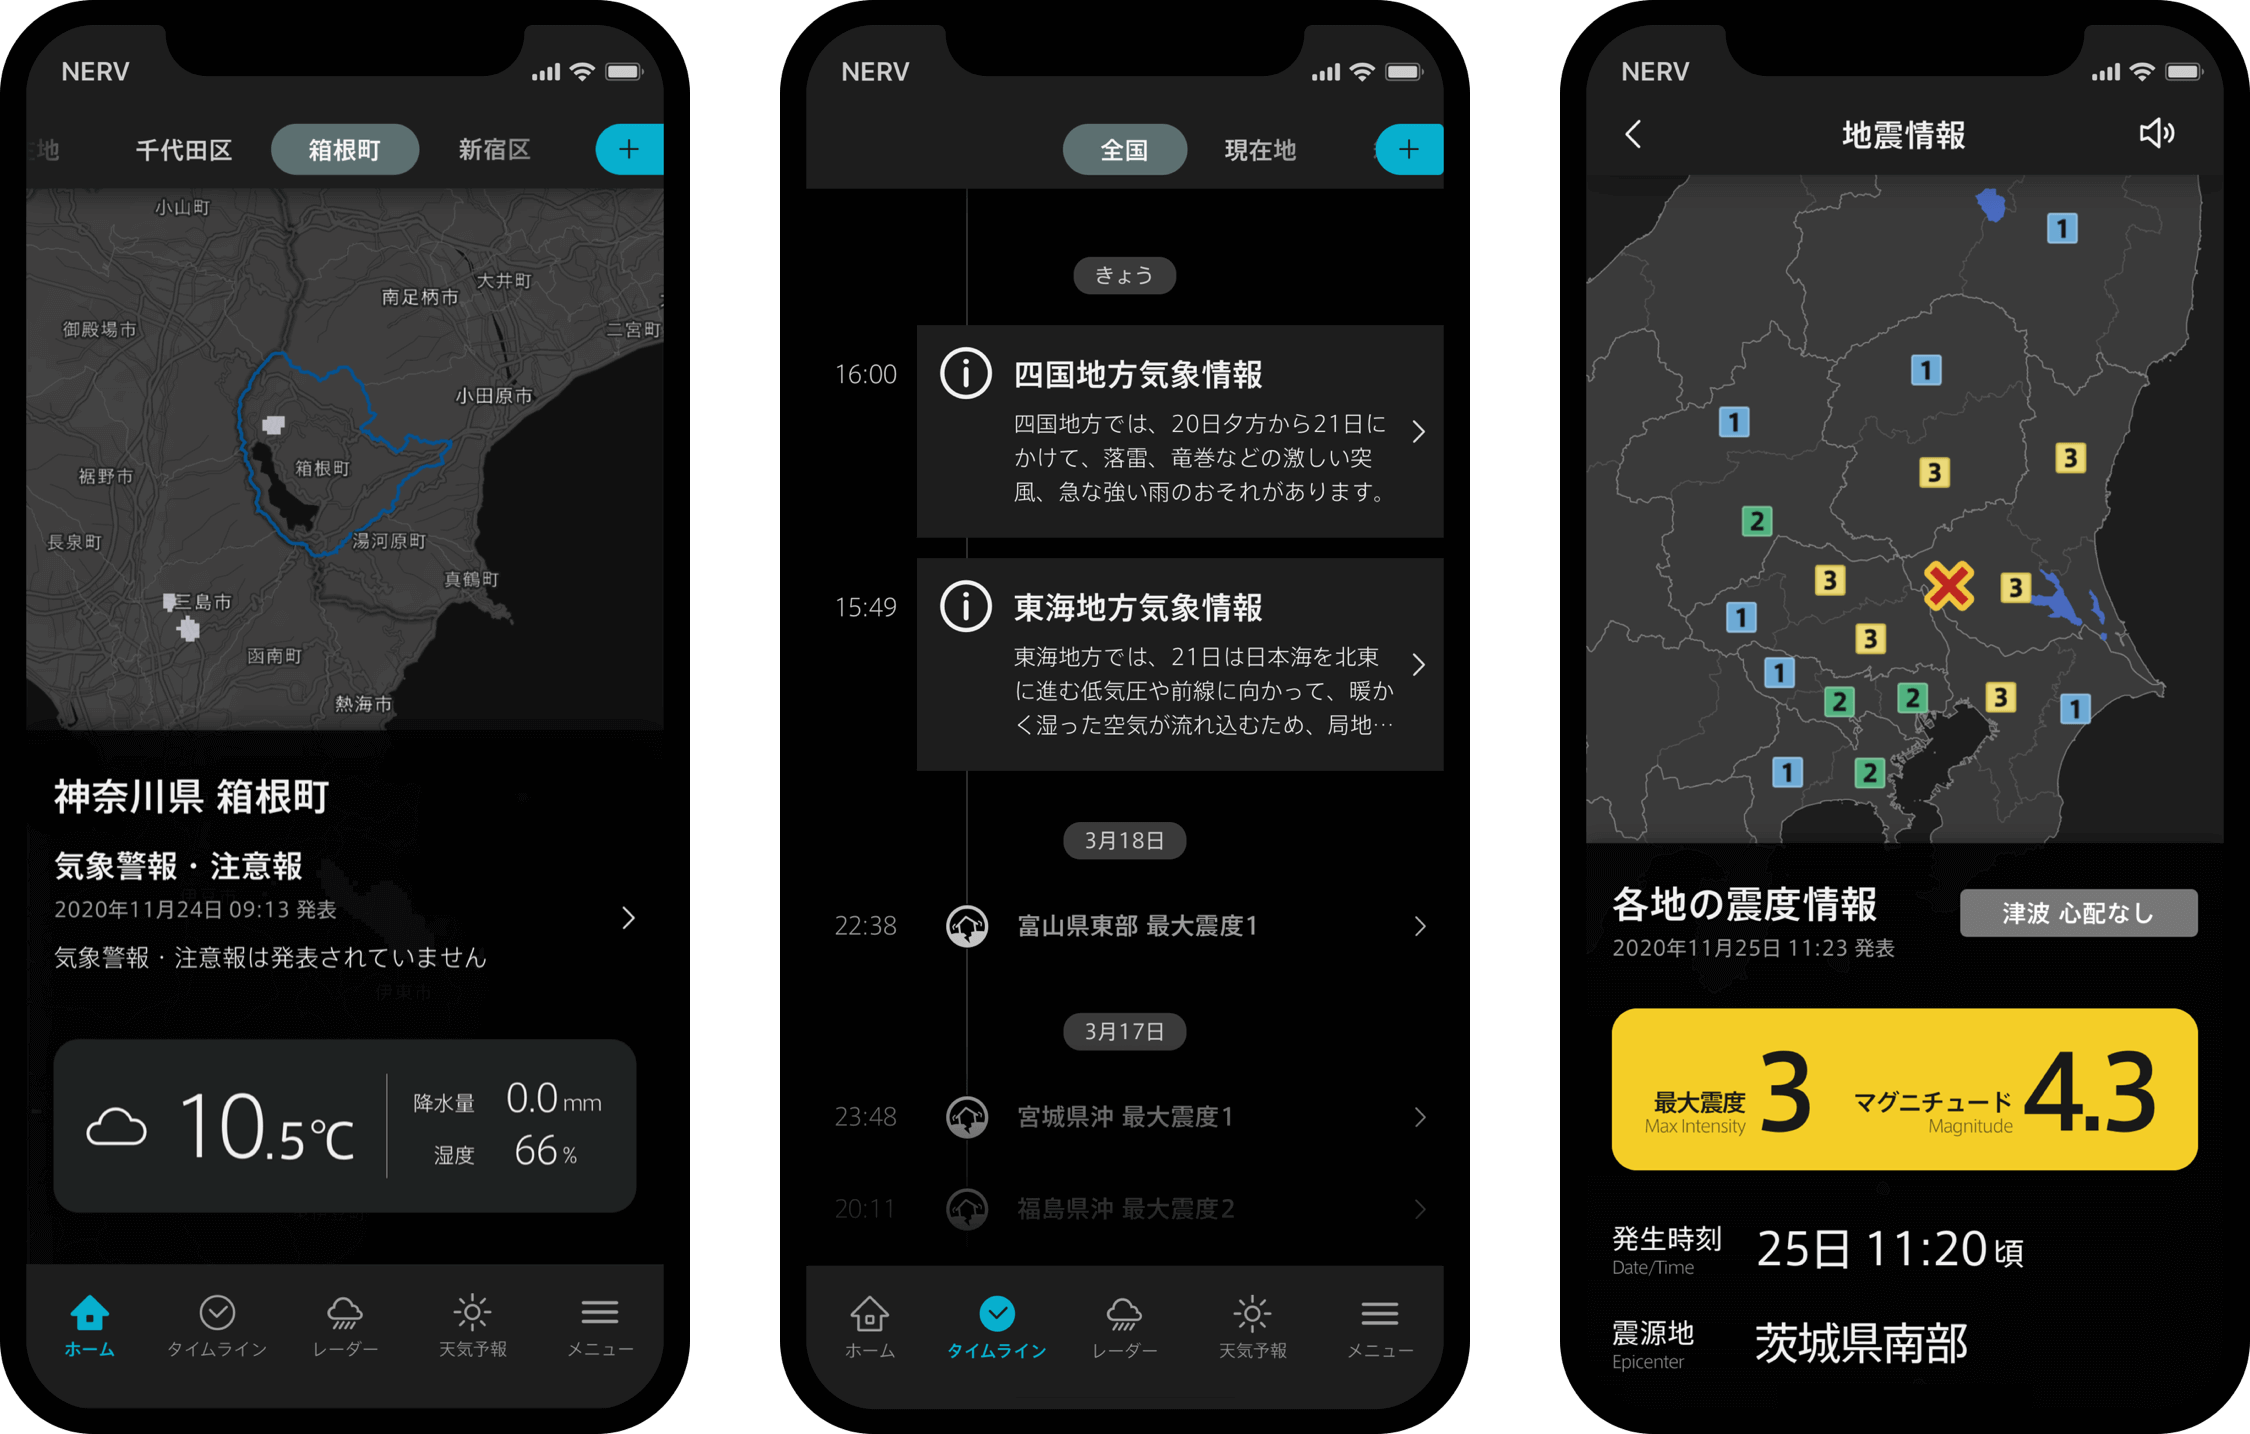 NERV
在地
千代田区
箱根町
新宿区
+
小山町
大井町
南足柄市
御殿場市
二宮町
小田原市
裾野市
箱根町
長泉町
湯河原町
真鶴町
三島市
函南町
熱海市
神奈川県 箱根町
気象警報・注意報
2020年11月24日 09:13 発表
気象警報・注意報は発表されていません
伊東市
10.5℃
降水量 0.0 mm
湿度 66 %
ホーム
タイムライン
レーダー
天気予報
メニュー
NERV
全国
現在地
+
きょう
16:00
四国地方気象情報
四国地方では、20日夕方から21日に
かけて、落雷、竜巻などの激しい突
風、急な強い雨のおそれがあります。
15:49
東海地方気象情報
東海地方では、21日は日本海を北東
に進む低気圧や前線に向かって、暖か
く湿った空気が流れ込むため、局地…
3月18日
22:38
富山県東部 最大震度1
3月17日
23:48
宮城県沖 最大震度1
20:11
福島県沖 最大震度2
ホーム
タイムライン
レーダー
天気予報
メニュー
NERV
地震情報
1
1
1
3
3
2
3
3
1
3
1
2
2
3
1
1
2
各地の震度情報
津波 心配なし
2020年11月25日 11:23 発表
最大震度
Max Intensity
3
マグニチュード
Magnitude
4.3
発生時刻
Date/Time
25日 11:20 頃
震源地
Epicenter
茨城県南部